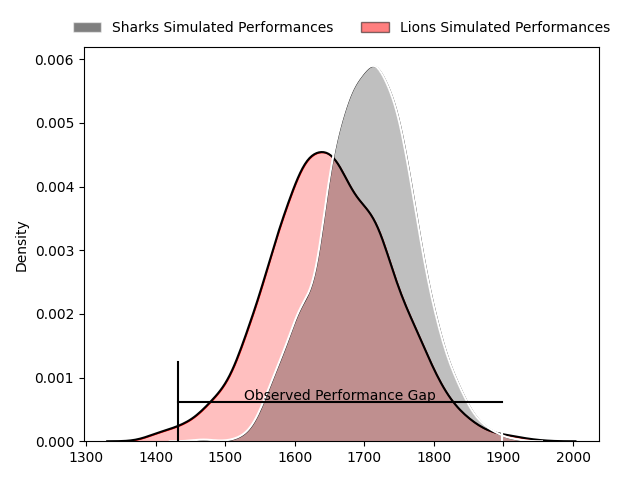 Sharks Simulated Performances Lions Simulated Performances
0.006
0.005
0.004
0.003
0.002
0.001
0.000
Density
Observed Performance Gap
1300 1400 1500 1600 1700 1800 1900 2000